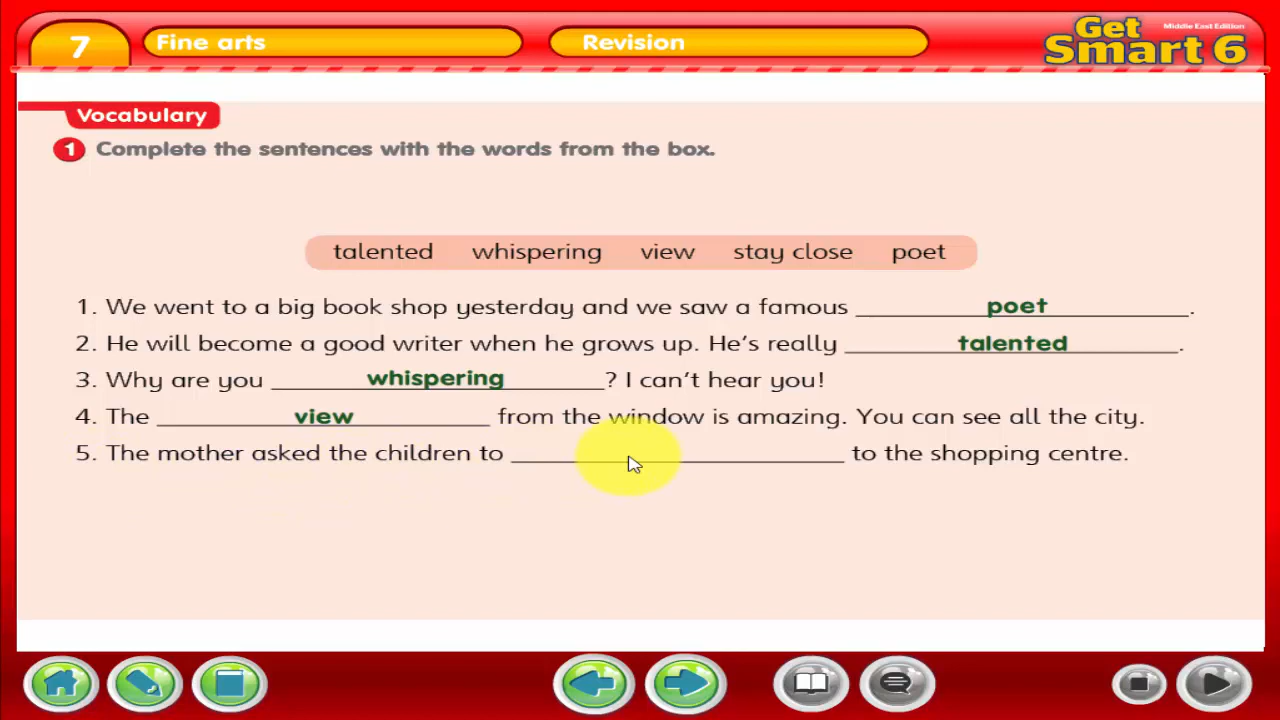 7 Fine arts Revision Get Smart 6 Middle East Edition
Vocabulary
1 Complete the sentences with the words from the box.
talented whispering view stay close poet
1. We went to a big book shop yesterday and we saw a famous poet.
2. He will become a good writer when he grows up. He's really talented.
3. Why are you whispering? I can't hear you!
4. The view from the window is amazing. You can see all the city.
5. The mother asked the children to ____ to the shopping centre.